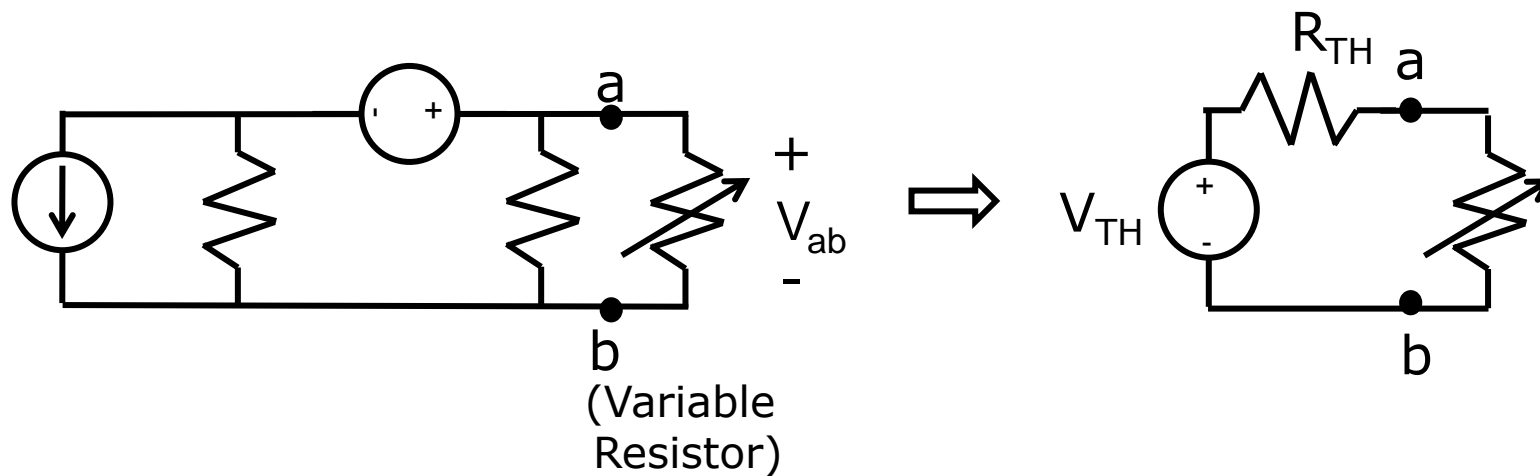 - +
a
+
V_ab
-
b
(Variable
Resistor)
R_TH
a
V_TH
+
-
b